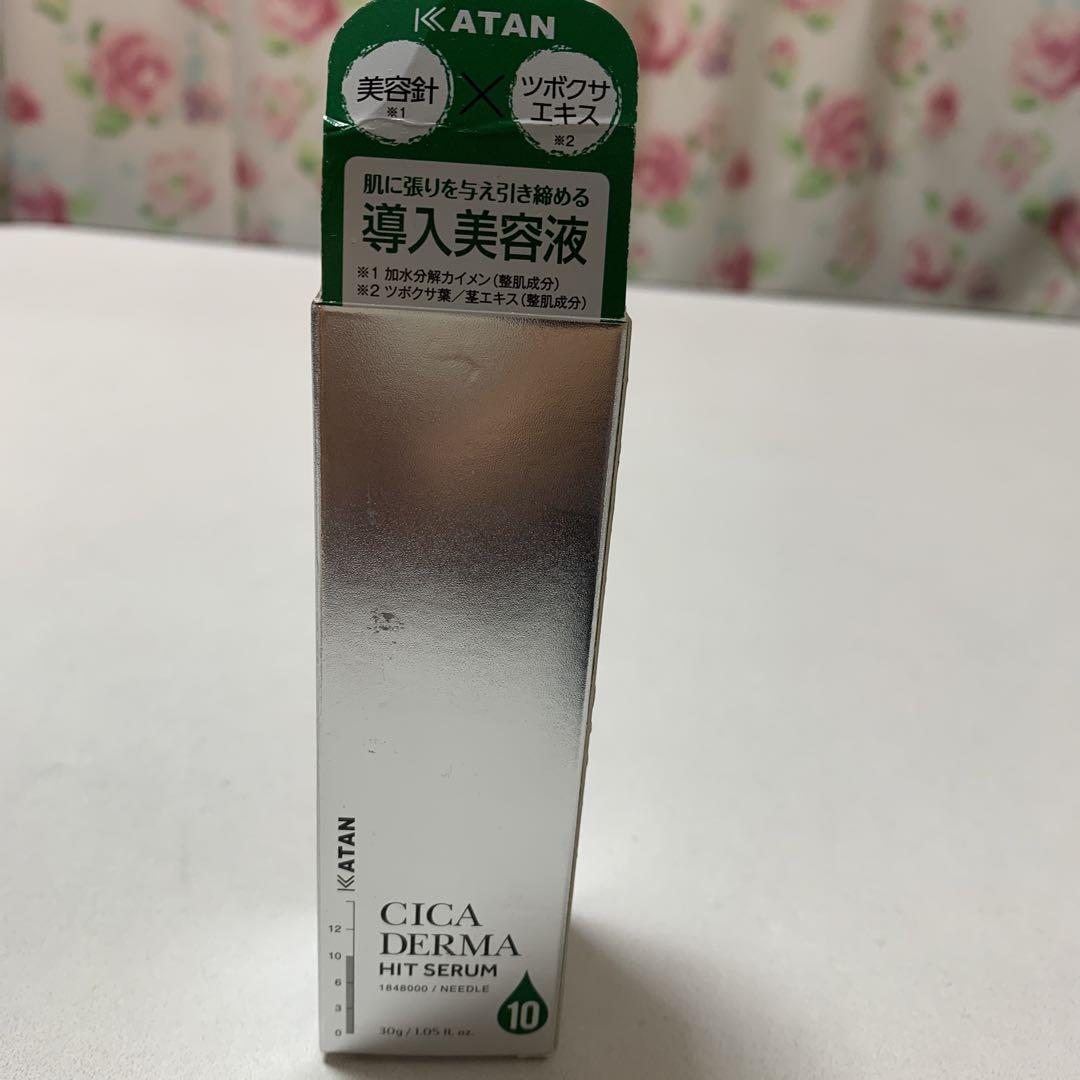 KATAN
美容針
※1
×
ツボクサ
エキス
※2
肌に張りを与え引き締める
導入美容液
※1 加水分解カイメン(整肌成分)
※2 ツボクサ葉/茎エキス(整肌成分)
KATAN
12
10
6
3
0
CICA
DERMA
HIT SERUM
1848000 / NEEDLE
10
30g / 1.05 fl. oz.